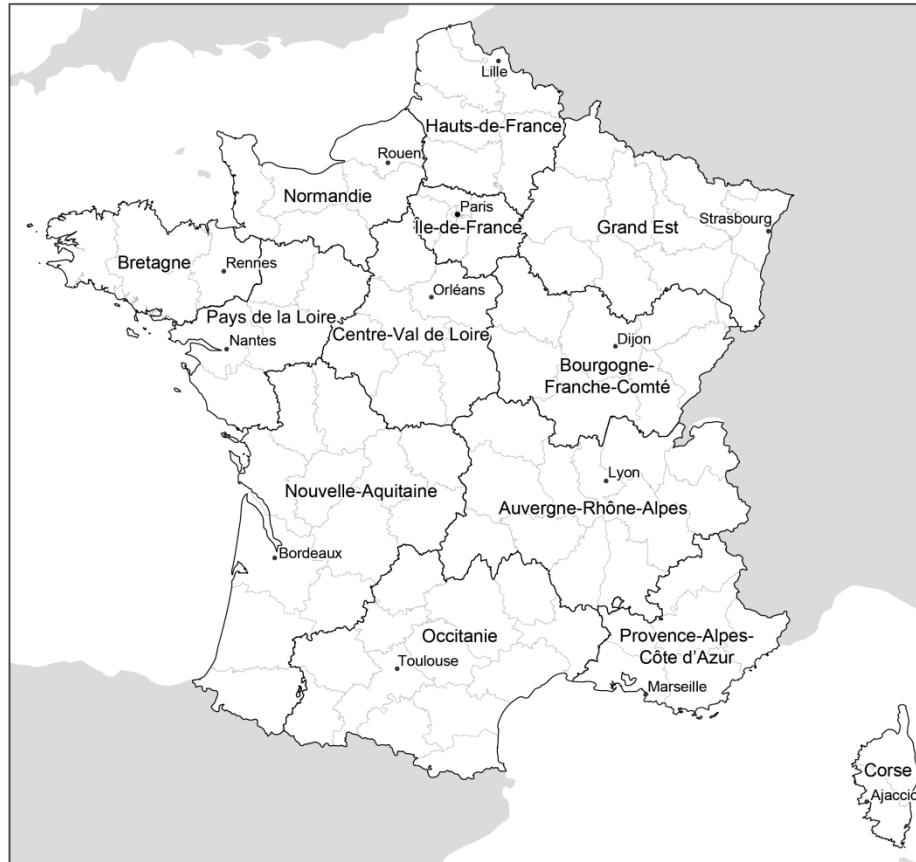 Lille
Hauts-de-France
Rouen
Normandie
Paris
Île-de-France
Grand Est
Strasbourg
Bretagne
Rennes
Orléans
Pays de la Loire
Centre-Val de Loire
Nantes
Dijon
Bourgogne-
Franche-Comté
Lyon
Nouvelle-Aquitaine
Auvergne-Rhône-Alpes
Bordeaux
Occitanie
Provence-Alpes-
Côte d'Azur
Toulouse
Marseille
Corse
Ajaccio